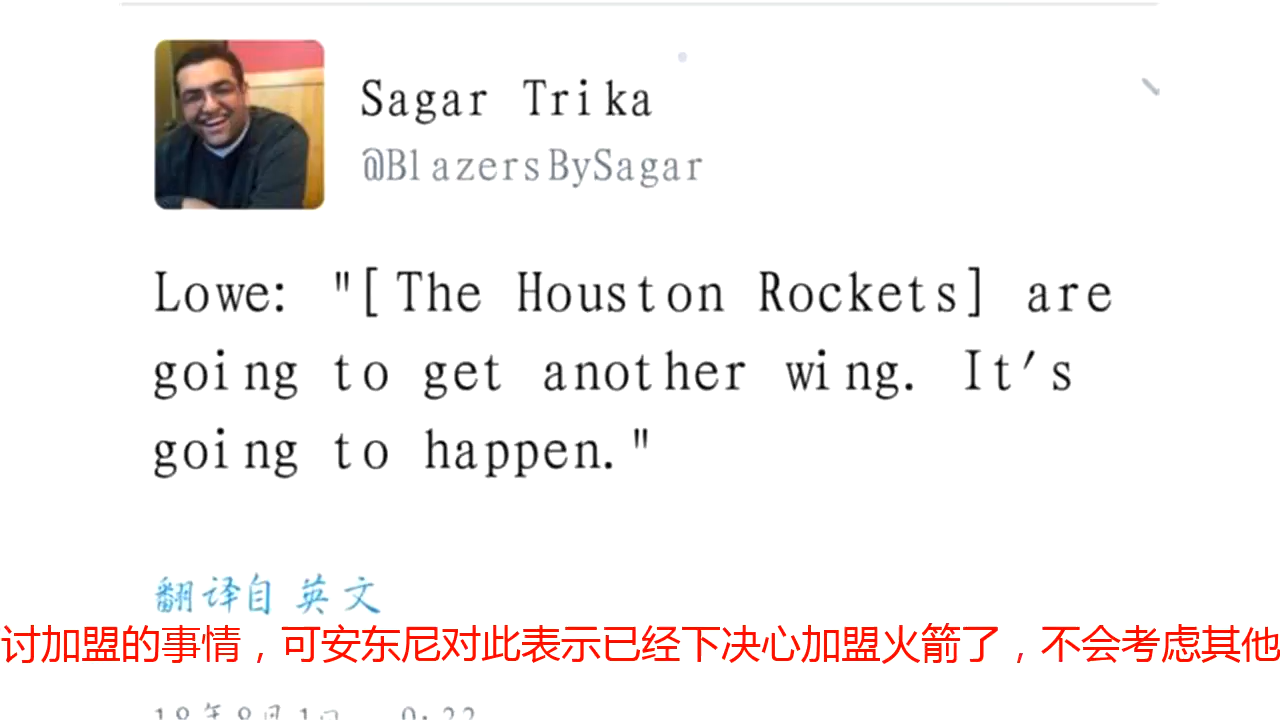 Sagar Trika
@BlazersBySagar
Lowe: "[The Houston Rockets] are
going to get another wing. It's
going to happen."
翻译自 英文
讨加盟的事情，可安东尼对此表示已经下决心加盟火箭了，不会考虑其他